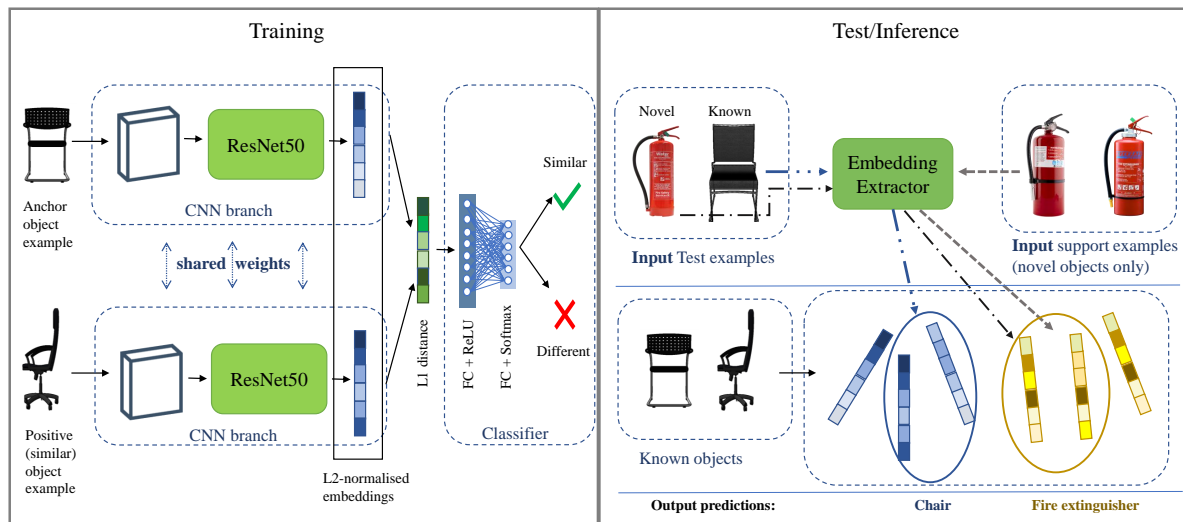 Training
Anchor
object
example
ResNet50
CNN branch
shared weights
Positive
(similar)
object
example
ResNet50
CNN branch
L2-normalised
embeddings
L1 distance
FC + ReLU
FC + Softmax
Similar
Different
Classifier
Test/Inference
Novel
Known
Input Test examples
Embedding
Extractor
Input support examples
(novel objects only)
Known objects
Output predictions:
Chair
Fire extinguisher